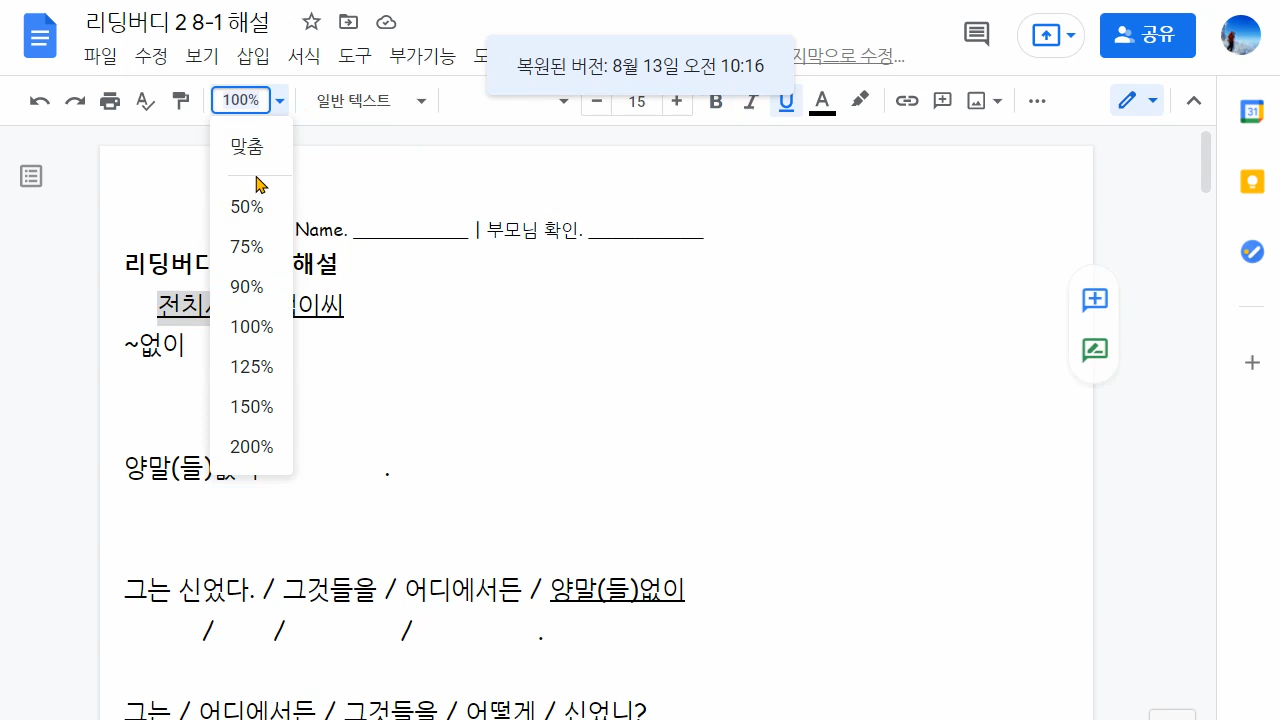 리딩버디 2 8-1 해설
파일 수정 보기 삽입 서식 도구 부가기능
복원된 버전: 8월 13일 오전 10:16
공유
100%
일반 텍스트
15
B I U A
31
맞춤
50%
75%
90%
100%
125%
150%
200%
Name. ____________ | 부모님 확인. ____________
리딩버디 해설
~없이
양말(들) .
그는 신었다. / 그것들을 / 어디에서든 / 양말(들)없이
/ / / .
그는 / 어디에서든 / 그것들을 / 어떻게 / 신었니?